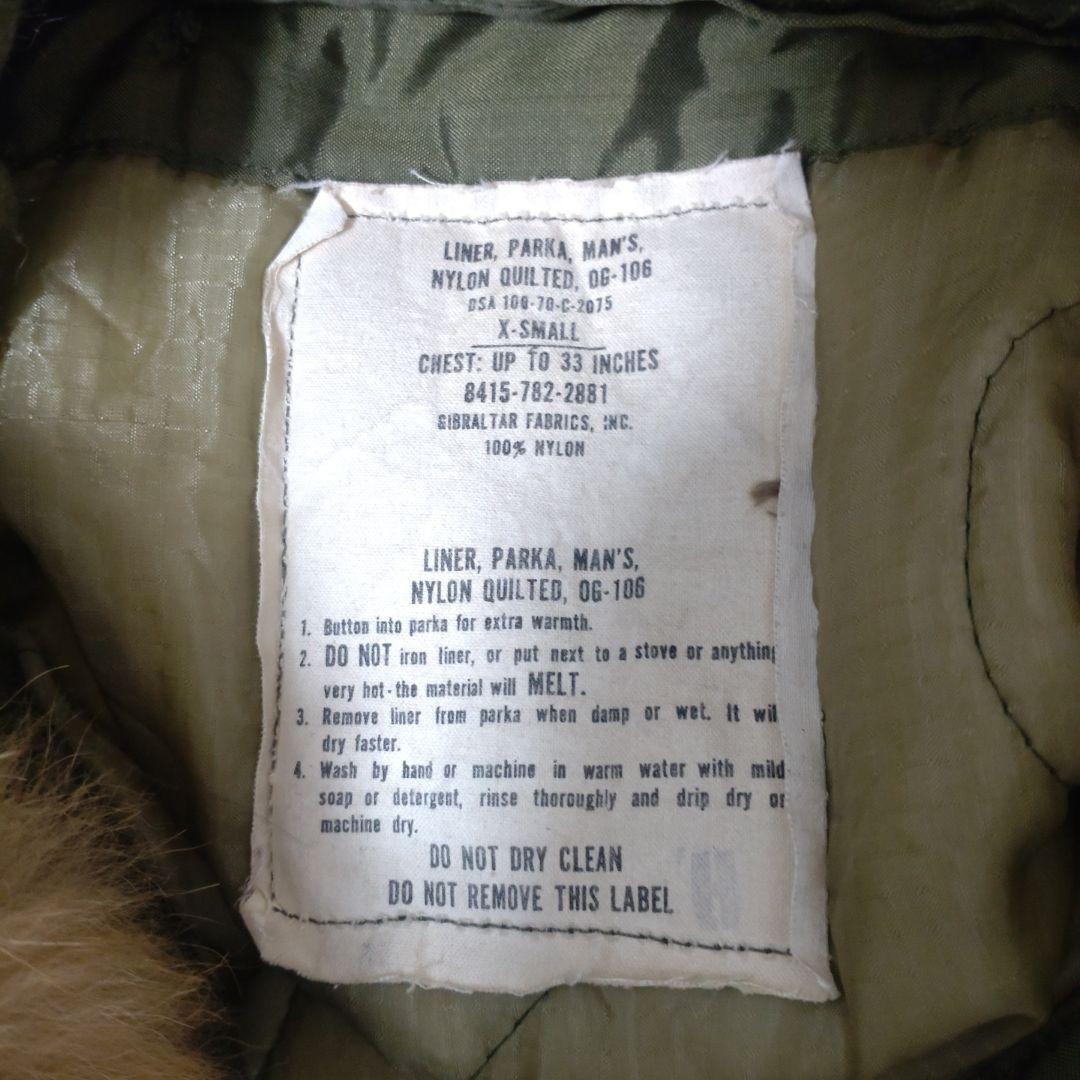 LINER, PARKA, MAN'S,
NYLON QUILTED, OG-106
DSA 100-70-C-2075
X-SMALL
CHEST: UP TO 33 INCHES
8415-782-2881
GIBRALTAR FABRICS, INC.
100% NYLON
LINER, PARKA, MAN'S,
NYLON QUILTED, OG-106
1. Button into parka for extra warmth.
2. DO NOT iron liner, or put next to a stove or anything
very hot-the material will MELT.
3. Remove liner from parka when damp or wet. It wil
dry faster.
4. Wash by hand or machine in warm water with mild
soap or detergent, rinse thoroughly and drip dry or
machine dry.
DO NOT DRY CLEAN
DO NOT REMOVE THIS LABEL